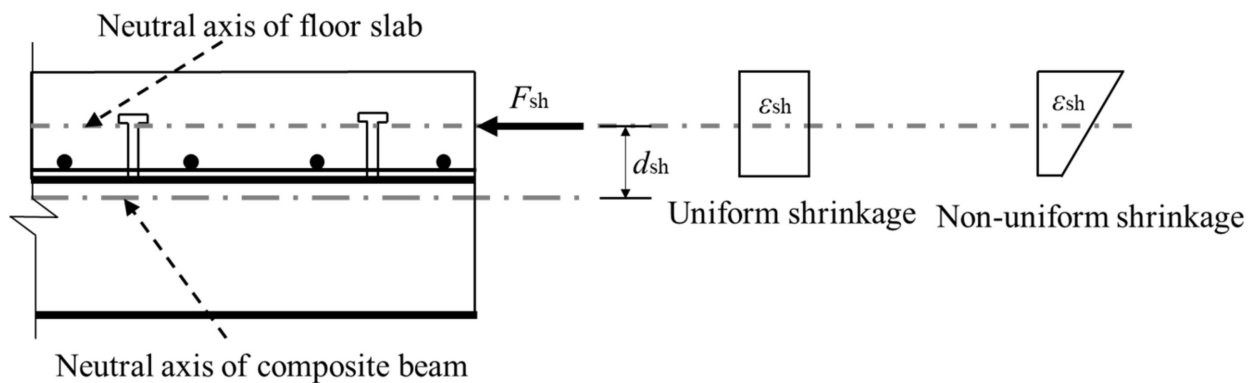 Neutral axis of floor slab
Fsh
εsh
εsh
dsh
Uniform shrinkage
Non-uniform shrinkage
Neutral axis of composite beam